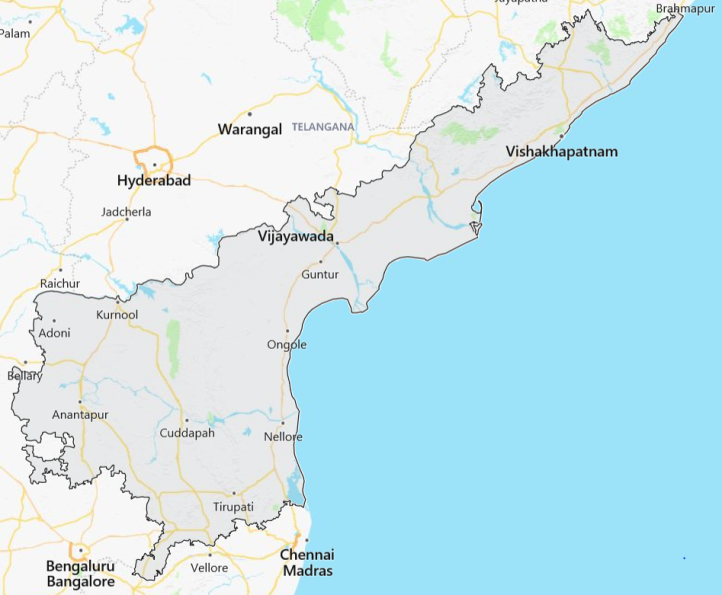 Jayapatna
Brahmapur
Palam
Warangal
TELANGANA
Vishakhapatnam
Hyderabad
Jadcherla
Vijayawada
Guntur
Raichur
Kurnool
Adoni
Ongole
Bellary
Anantapur
Cuddapah
Nellore
Tirupati
Bengaluru
Bangalore
Vellore
Chennai
Madras